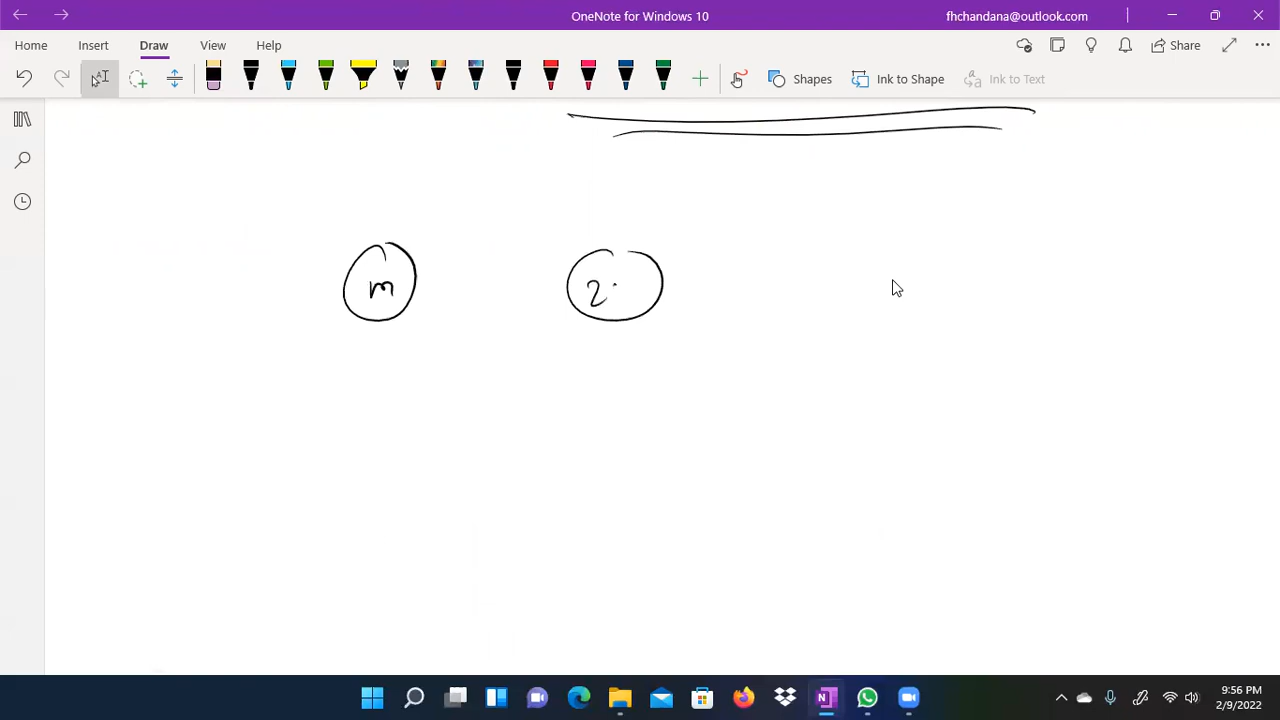 OneNote for Windows 10
fhchandana@outlook.com
Home Insert Draw View Help
Share
Shapes
Ink to Shape
Ink to Text
m
2
9:56 PM
2/9/2022